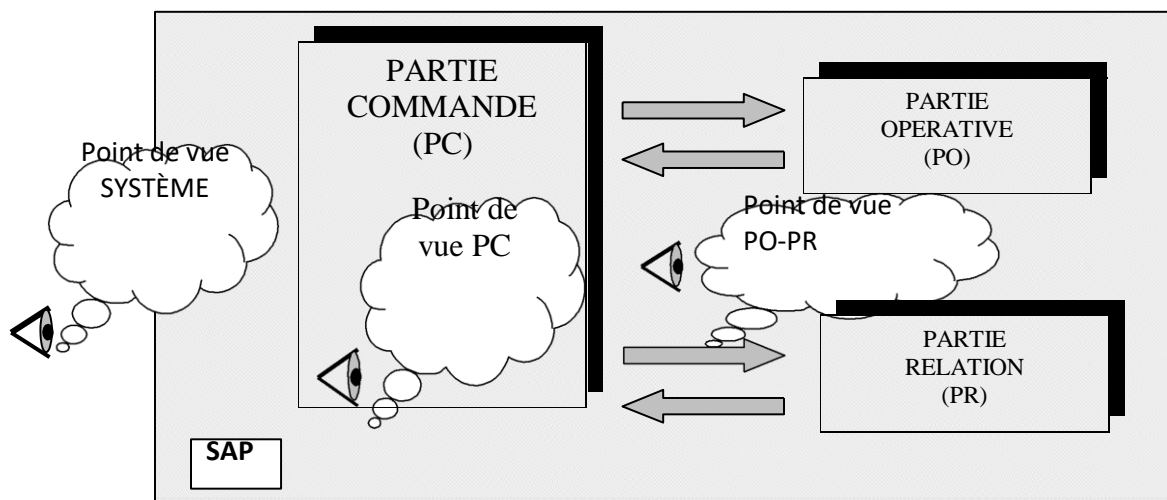 Point de vue
SYSTÈME
PARTIE
COMMANDE
(PC)
Point de
vue PC
PARTIE
OPERATIVE
(PO)
Point de vue
PO-PR
PARTIE
RELATION
(PR)
SAP